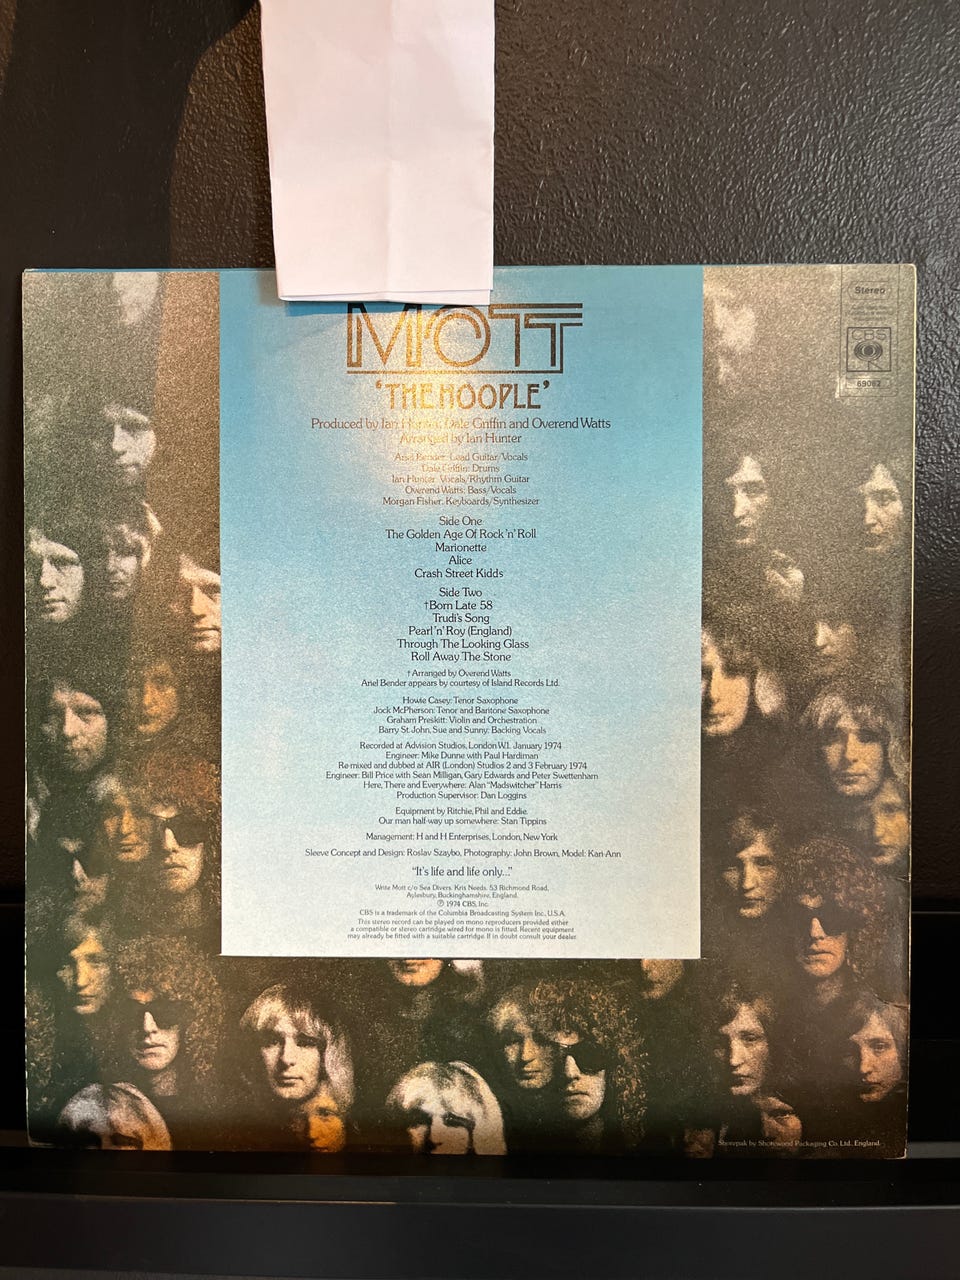 MOTT
'THE HOOPLE'
Produced by Ian Hunter, Dale Griffin and Overend Watts
Arranged by Ian Hunter
Ariel Bender: Lead Guitar/Vocals
Dale Griffin: Drums
Ian Hunter: Vocals/Rhythm Guitar
Overend Watts: Bass/Vocals
Morgan Fisher: Keyboards/Synthesizer
Side One
The Golden Age Of Rock 'n' Roll
Marionette
Alice
Crash Street Kidds
Side Two
†Born Late 58
Trudi's Song
Pearl 'n' Roy (England)
Through The Looking Glass
Roll Away The Stone
†Arranged by Overend Watts
Ariel Bender appears by courtesy of Island Records Ltd.
Howie Casey: Tenor Saxophone
Jock McPherson: Tenor and Baritone Saxophone
Graham Preskitt: Violin and Orchestration
Barry St. John, Sue and Sunny: Backing Vocals
Recorded at Advision Studios, London W1. January 1974
Engineer: Mike Dunne with Paul Hardiman
Re-mixed and dubbed at AIR (London) Studios 2 and 3 February 1974
Engineer: Bill Price with Sean Milligan, Gary Edwards and Peter Swettenham
Here, There and Everywhere: Alan "Madswitcher" Harris
Production Supervisor: Dan Loggins
Equipment by Ritchie, Phil and Eddie.
Our man half-way up somewhere: Stan Tippins
Management: H and H Enterprises, London, New York
Sleeve Concept and Design: Roslav Szaybo, Photography: John Brown, Model: Kari-Ann
"It's life and life only..."
Write Mott c/o Sea Divers. Kris Needs. 53 Richmond Road,
Aylesbury, Buckinghamshire, England.
℗ 1974 CBS, Inc.
CBS is a trademark of the Columbia Broadcasting System Inc., U.S.A.
This stereo record can be played on mono reproducers provided either
a compatible or stereo cartridge wired for mono is fitted. Recent equipment
may already be fitted with a suitable cartridge. If in doubt consult your dealer.
Stereo
CBS
69062
Shorepak by Shorewood Packaging Co. Ltd. England.